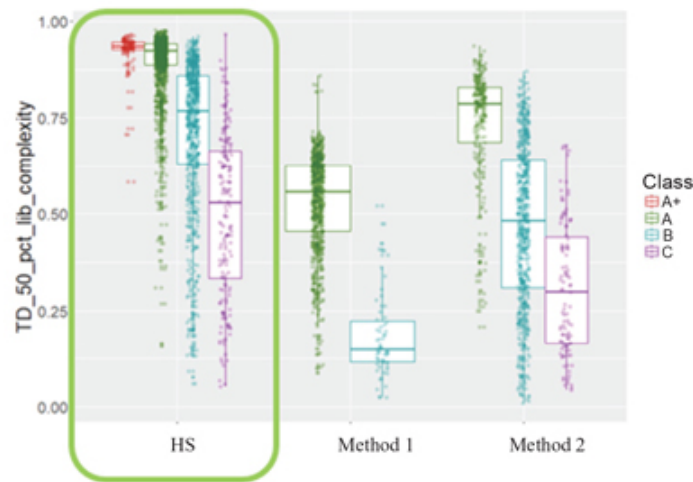 TD_50_pct_lib_complexity
1.00
0.75
0.50
0.25
0.00
HS
Method 1
Method 2
Class
A+
A
B
C